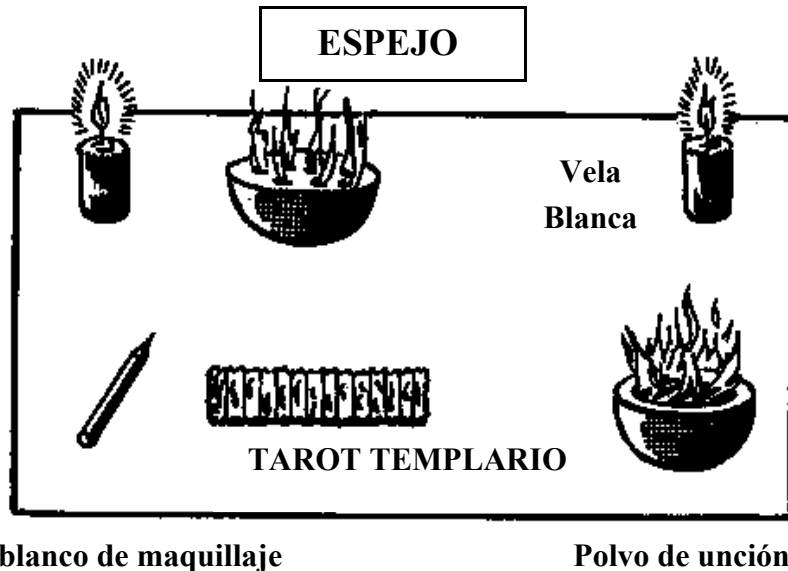 ESPEJO
Vela
Blanca
TAROT TEMPLARIO
blanco de maquillaje
Polvo de unción